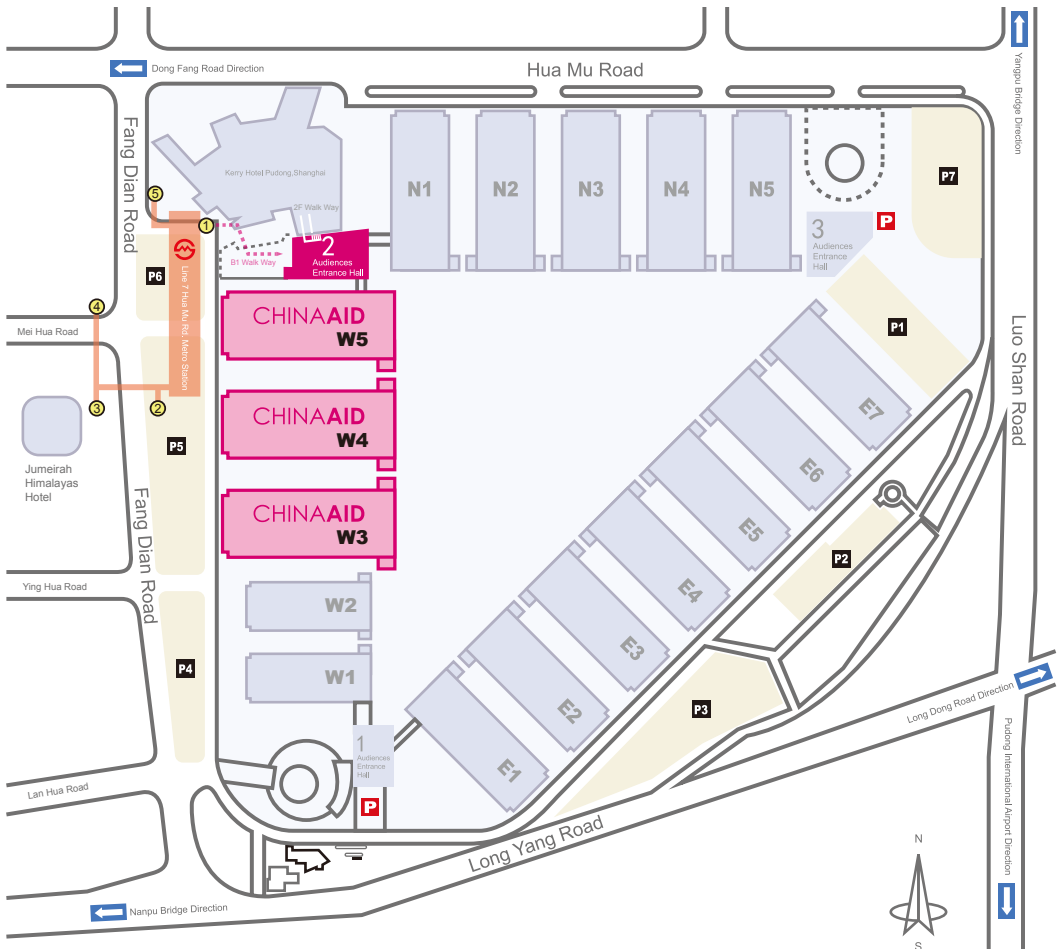 Hua Mu Road
Dong Fang Road Direction
Yangpu Bridge Direction
Fang Dian Road
Kerry Hotel Pudong,Shanghai
N1
N2
N3
N4
N5
P7
5
1
2F Walk Way
B1 Walk Way
2
Audiences
Entrance Hall
3
Audiences
Entrance
Hall
P
P6
Line 7 Hua Mu Rd. Metro Station
4
Mei Hua Road
3
2
CHINAAID
W5
P1
Luo Shan Road
E7
CHINAAID
W4
P5
E6
Jumeirah
Himalayas
Hotel
Fang Dian Road
CHINAAID
W3
E5
P2
Ying Hua Road
W2
E4
E3
W1
P4
E2
P3
Long Dong Road Direction
Pudong International Airport Direction
1
Audiences
Entrance
Hall
E1
P
Lan Hua Road
Long Yang Road
Nanpu Bridge Direction
N
S